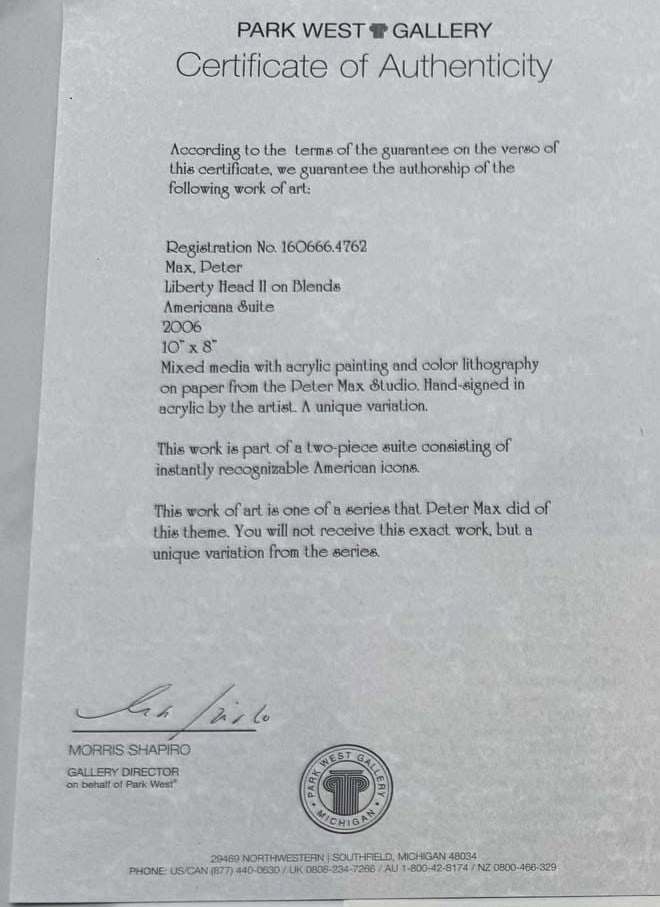 PARK WEST GALLERY
Certificate of Authenticity
According to the terms of the guarantee on the verso of
this certificate, we guarantee the authorship of the
following work of art:
Registration No. 160666.4762
Max, Peter
Liberty Head II on Blends
Americana Suite
2006
10" x 8"
Mixed media with acrylic painting and color lithography
on paper from the Peter Max Studio. Hand-signed in
acrylic by the artist. A unique variation.
This work is part of a two-piece suite consisting of
instantly recognizable American icons.
This work of art is one of a series that Peter Max did of
this theme. You will not receive this exact work, but a
unique variation from the series.
MORRIS SHAPIRO
GALLERY DIRECTOR
on behalf of Park West®
PARK WEST GALLERY
• MICHIGAN •
29469 NORTHWESTERN | SOUTHFIELD, MICHIGAN 48034
PHONE: US/CAN (877) 440-0630 / UK 0808-234-7266 / AU 1-800-42-8174 / NZ 0800-466-329